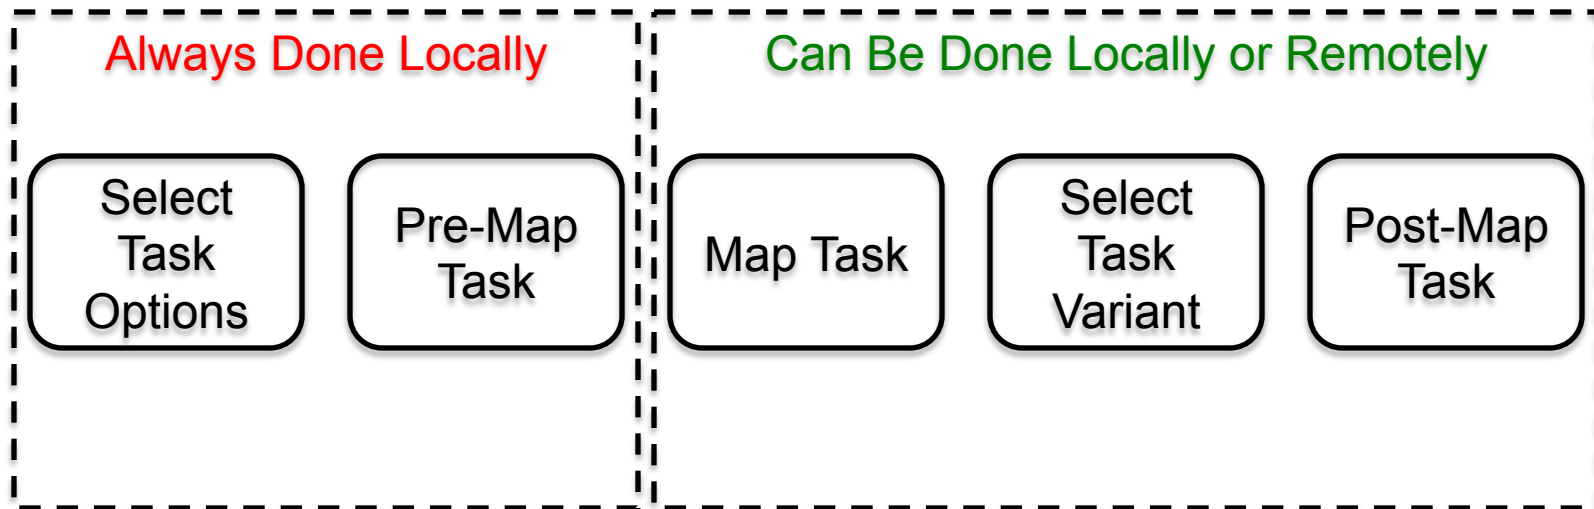 Always Done Locally
Can Be Done Locally or Remotely
Select
Task
Options
Pre-Map
Task
Map Task
Select
Task
Variant
Post-Map
Task